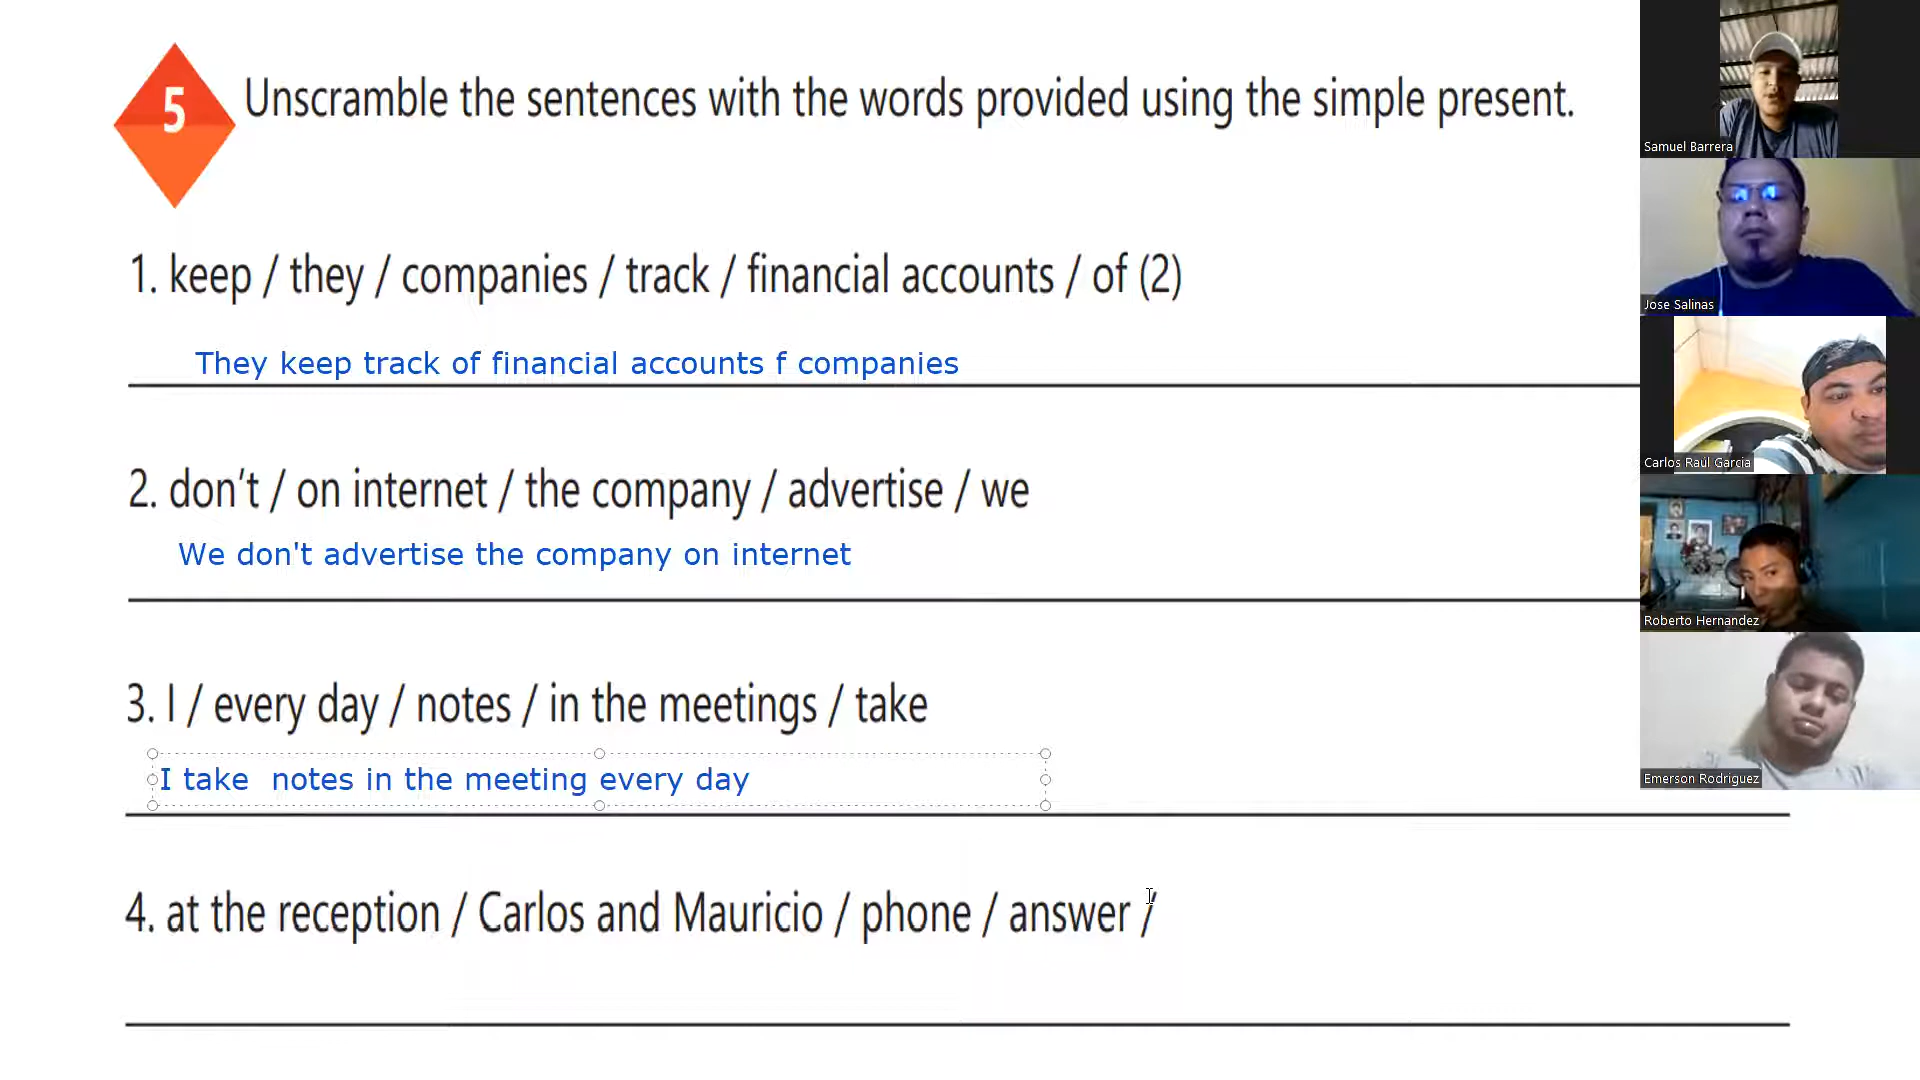 5
Unscramble the sentences with the words provided using the simple present.
1. keep / they / companies / track / financial accounts / of (2)
They keep track of financial accounts f companies
2. don’t / on internet / the company / advertise / we
We don't advertise the company on internet
3. I / every day / notes / in the meetings / take
I take  notes in the meeting every day
4. at the reception / Carlos and Mauricio / phone / answer /
Samuel Barrera
Jose Salinas
Carlos Raúl Garcia
Roberto Hernandez
Emerson Rodriguez